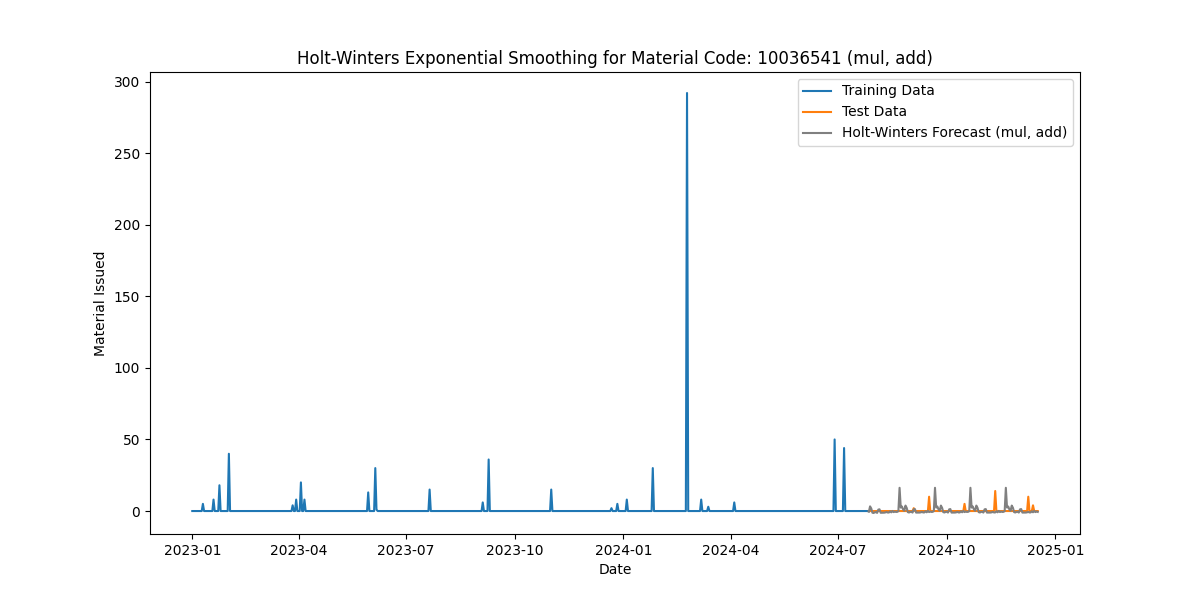 Holt-Winters Exponential Smoothing for Material Code: 10036541 (mul, add)
Training Data
Test Data
Holt-Winters Forecast (mul, add)
300
250
200
150
100
50
0
Material Issued
2023-01 2023-04 2023-07 2023-10 2024-01 2024-04 2024-07 2024-10 2025-01
Date